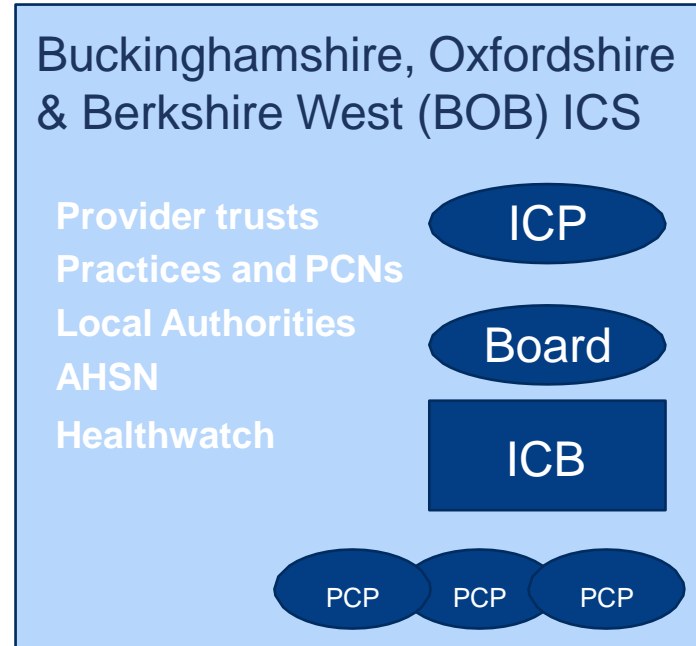 Buckinghamshire, Oxfordshire
& Berkshire West (BOB) ICS
Provider trusts
Practices and PCNs
Local Authorities
AHSN
Healthwatch
ICP
Board
ICB
PCP PCP PCP